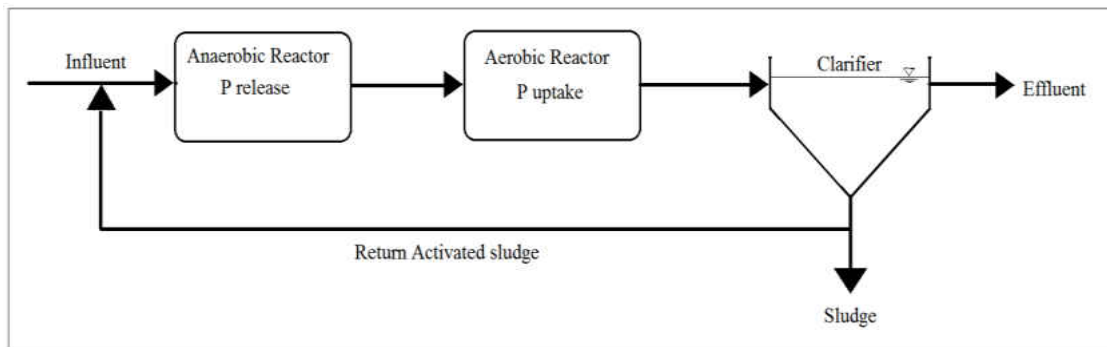 Influent
Anaerobic Reactor
P release
Aerobic Reactor
P uptake
Clarifier
Effluent
Return Activated sludge
Sludge